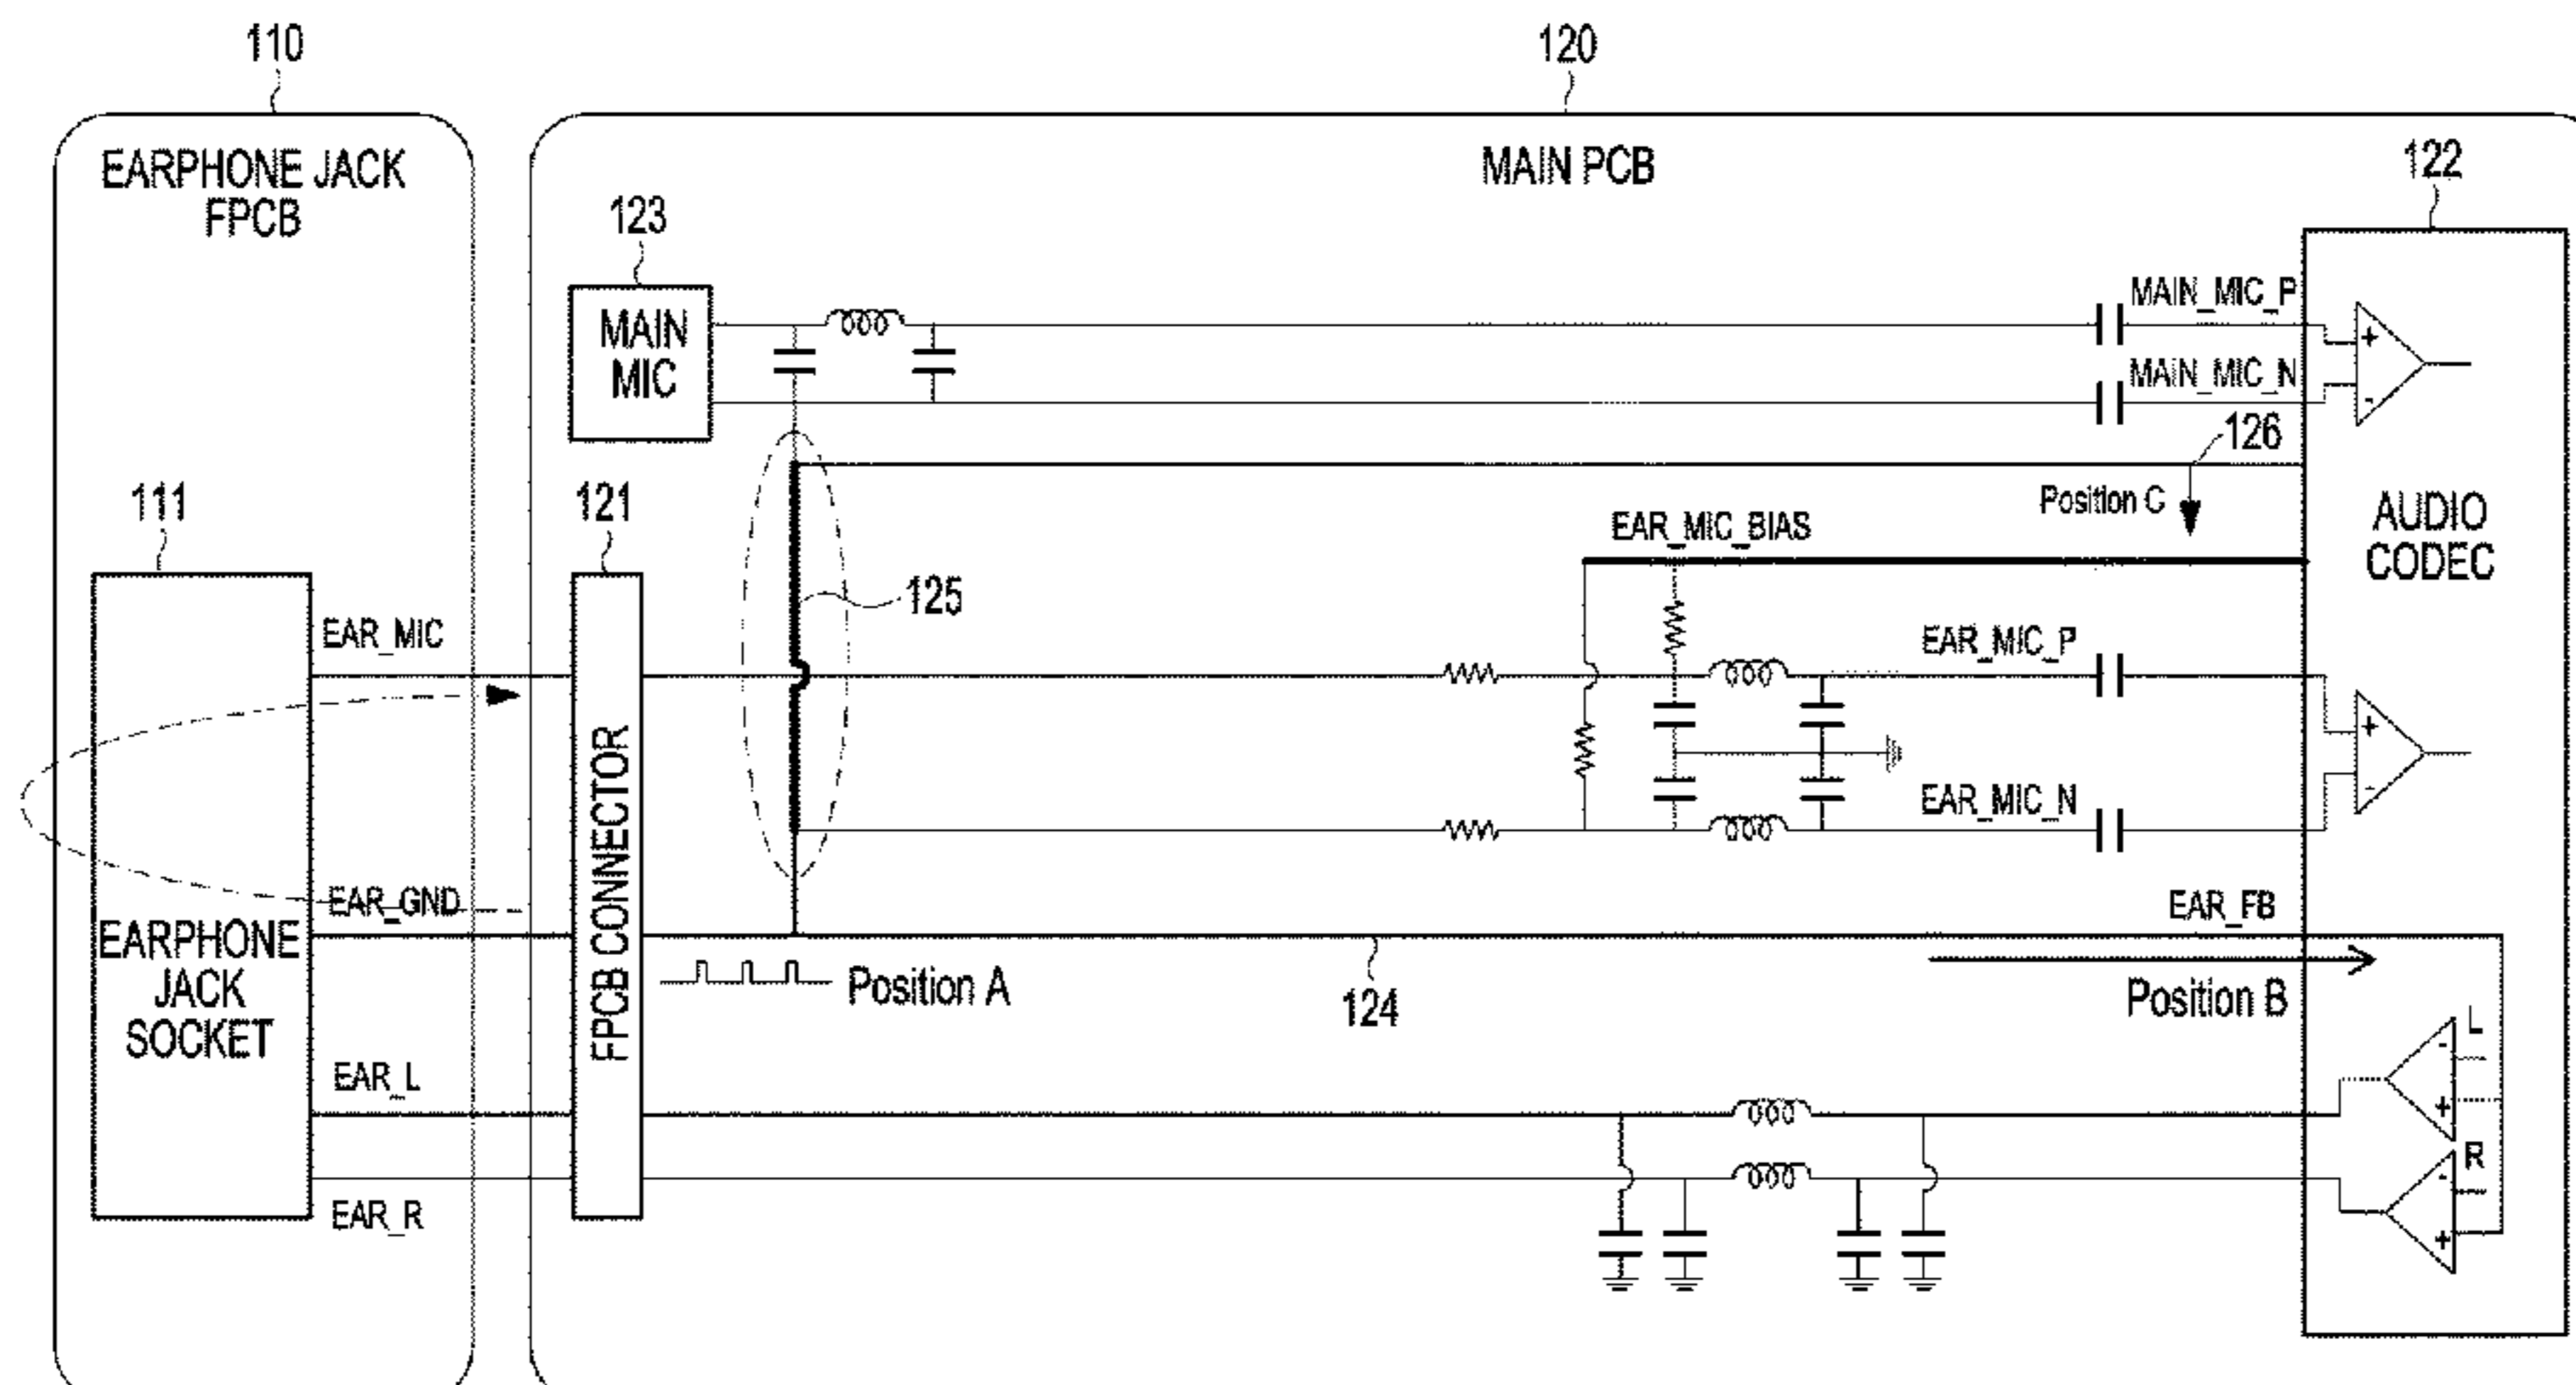 110
120
EARPHONE JACK
FPCB
MAIN PCB
122
123
MAIN
MIC
MAIN_MIC_P
+
MAIN_MIC_N
-
126
Position C
111
121
EAR_MIC_BIAS
AUDIO
CODEC
125
EAR_MIC
EAR_MIC_P
+
FPCB CONNECTOR
-
EAR_MIC_N
EAR_GND
EAR_FB
EARPHONE
JACK
SOCKET
Position A
124
Position B
L
-
EAR_L
+
R
-
EAR_R
+